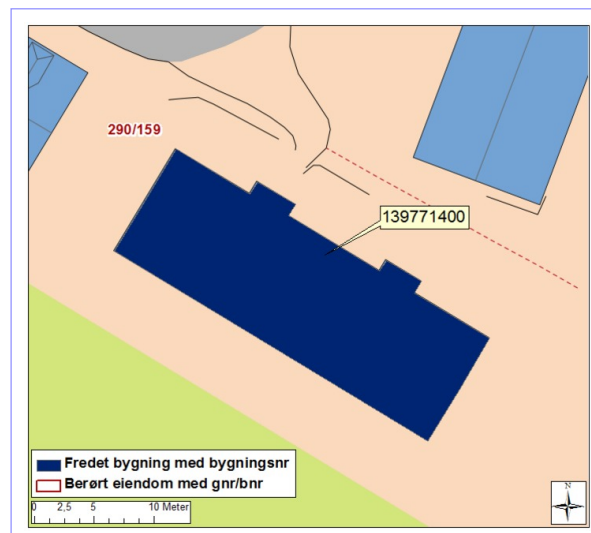 290/159
139771400
Fredet bygning med bygningsnr
Berørt eiendom med gnr/bnr
0 2,5 5 10 Meter
N